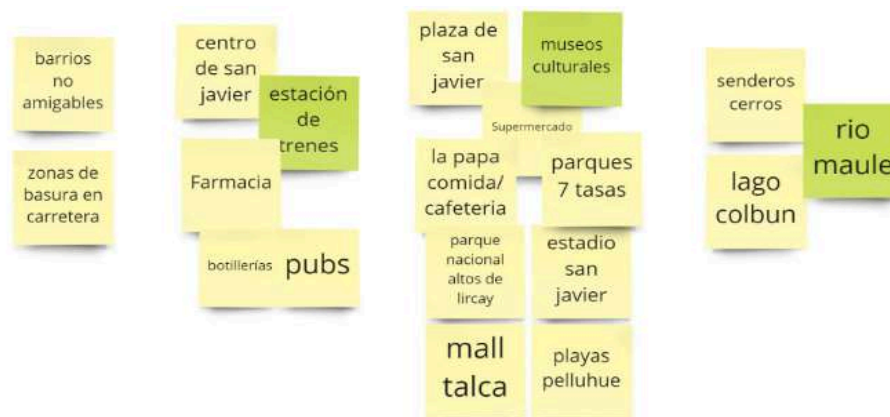 barrios
no
amigables
zonas de
basura en
carretera
centro
de san
javier
estación
de
trenes
Farmacia
botillerías
pubs
plaza de
san
javier
museos
culturales
Supermercado
la papa
comida/
cafeteria
parques
7 tasas
parque
nacional
altos de
lircay
estadio
san
javier
mall
talca
playas
pelluhue
senderos
cerros
rio
maule
lago
colbun